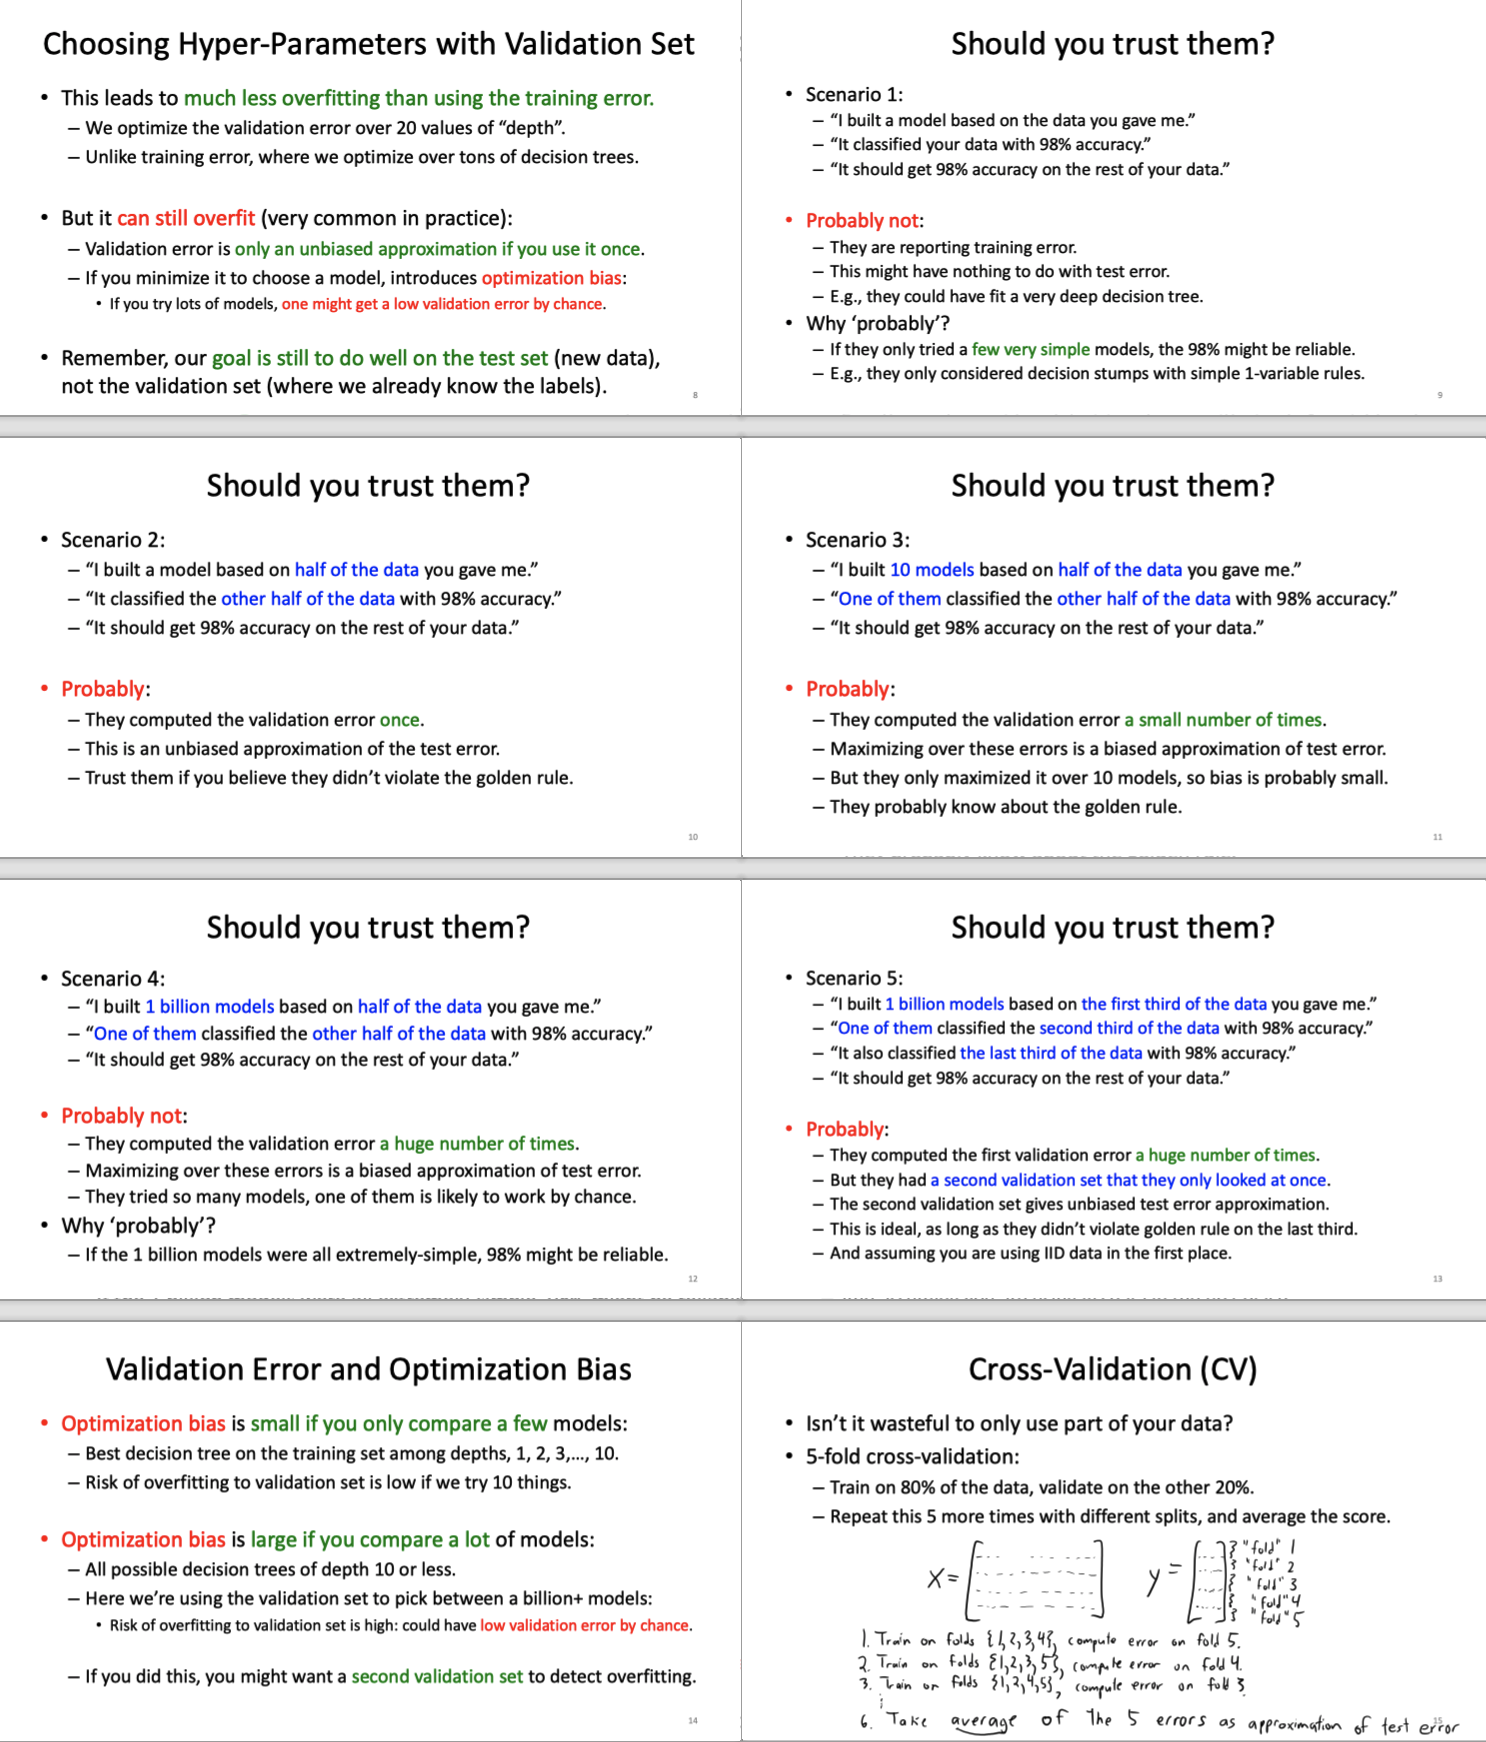 Choosing Hyper-Parameters with Validation Set
• This leads to much less overfitting than using the training error.
– We optimize the validation error over 20 values of “depth”.
– Unlike training error, where we optimize over tons of decision trees.
• But it can still overfit (very common in practice):
– Validation error is only an unbiased approximation if you use it once.
– If you minimize it to choose a model, introduces optimization bias:
• If you try lots of models, one might get a low validation error by chance.
• Remember, our goal is still to do well on the test set (new data),
not the validation set (where we already know the labels).
8
Should you trust them?
• Scenario 1:
– “I built a model based on the data you gave me.”
– “It classified your data with 98% accuracy.”
– “It should get 98% accuracy on the rest of your data.”
• Probably not:
– They are reporting training error.
– This might have nothing to do with test error.
– E.g., they could have fit a very deep decision tree.
• Why ‘probably’?
– If they only tried a few very simple models, the 98% might be reliable.
– E.g., they only considered decision stumps with simple 1-variable rules.
9
Should you trust them?
• Scenario 2:
– “I built a model based on half of the data you gave me.”
– “It classified the other half of the data with 98% accuracy.”
– “It should get 98% accuracy on the rest of your data.”
• Probably:
– They computed the validation error once.
– This is an unbiased approximation of the test error.
– Trust them if you believe they didn’t violate the golden rule.
10
Should you trust them?
• Scenario 3:
– “I built 10 models based on half of the data you gave me.”
– “One of them classified the other half of the data with 98% accuracy.”
– “It should get 98% accuracy on the rest of your data.”
• Probably:
– They computed the validation error a small number of times.
– Maximizing over these errors is a biased approximation of test error.
– But they only maximized it over 10 models, so bias is probably small.
– They probably know about the golden rule.
11
Should you trust them?
• Scenario 4:
– “I built 1 billion models based on half of the data you gave me.”
– “One of them classified the other half of the data with 98% accuracy.”
– “It should get 98% accuracy on the rest of your data.”
• Probably not:
– They computed the validation error a huge number of times.
– Maximizing over these errors is a biased approximation of test error.
– They tried so many models, one of them is likely to work by chance.
• Why ‘probably’?
– If the 1 billion models were all extremely-simple, 98% might be reliable.
12
Should you trust them?
• Scenario 5:
– “I built 1 billion models based on the first third of the data you gave me.”
– “One of them classified the second third of the data with 98% accuracy.”
– “It also classified the last third of the data with 98% accuracy.”
– “It should get 98% accuracy on the rest of your data.”
• Probably:
– They computed the first validation error a huge number of times.
– But they had a second validation set that they only looked at once.
– The second validation set gives unbiased test error approximation.
– This is ideal, as long as they didn’t violate golden rule on the last third.
– And assuming you are using IID data in the first place.
13
Validation Error and Optimization Bias
• Optimization bias is small if you only compare a few models:
– Best decision tree on the training set among depths, 1, 2, 3,..., 10.
– Risk of overfitting to validation set is low if we try 10 things.
• Optimization bias is large if you compare a lot of models:
– All possible decision trees of depth 10 or less.
– Here we’re using the validation set to pick between a billion+ models:
• Risk of overfitting to validation set is high: could have low validation error by chance.
– If you did this, you might want a second validation set to detect overfitting.
14
Cross-Validation (CV)
• Isn’t it wasteful to only use part of your data?
• 5-fold cross-validation:
– Train on 80% of the data, validate on the other 20%.
– Repeat this 5 more times with different splits, and average the score.
X=
y=
} "fold" 1
} "fold" 2
} "fold" 3
} "fold" 4
} "fold" 5
1. Train on folds {1,2,3,4}, compute error on fold 5.
2. Train on folds {1,2,3,5}, compute error on fold 4.
3. Train on folds {1,2,4,5}, compute error on fold 3.
⋮
6. Take average of the 5 errors as approximation of test error
15